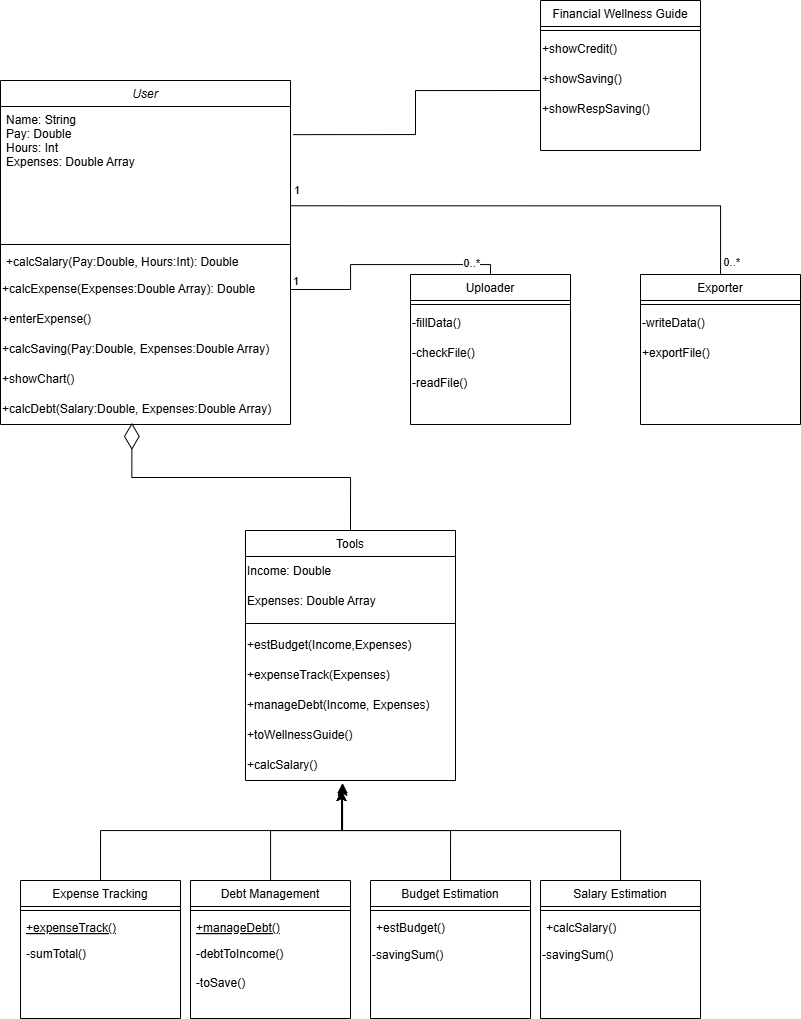 Financial Wellness Guide
+showCredit()
+showSaving()
+showRespSaving()
User
Name: String
Pay: Double
Hours: Int
Expenses: Double Array
+calcSalary(Pay:Double, Hours:Int): Double
+calcExpense(Expenses:Double Array): Double
+enterExpense()
+calcSaving(Pay:Double, Expenses:Double Array)
+showChart()
+calcDebt(Salary:Double, Expenses:Double Array)
1
1
0..*
0..*
Uploader
-fillData()
-checkFile()
-readFile()
Exporter
-writeData()
+exportFile()
Tools
Income: Double
Expenses: Double Array
+estBudget(Income,Expenses)
+expenseTrack(Expenses)
+manageDebt(Income, Expenses)
+toWellnessGuide()
+calcSalary()
Expense Tracking
+expenseTrack()
-sumTotal()
Debt Management
+manageDebt()
-debtToIncome()
-toSave()
Budget Estimation
+estBudget()
-savingSum()
Salary Estimation
+calcSalary()
-savingSum()